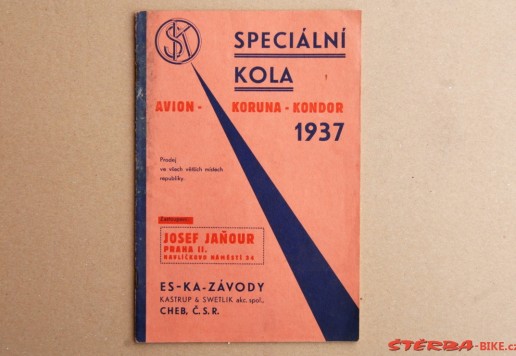 ŠK
SPECIÁLNÍ
KOLA
AVION - KORUNA - KONDOR
1937
Prodej
ve všech větších místech
republiky.
Zastoupení:
JOSEF JAŇOUR
PRAHA II.
HAVLÍČKOVO NÁMĚSTÍ 24
ES-KA-ZÁVODY
KASTRUP & SWETLIK akc. spol.,
CHEB, Č.S.R.
ŠTĚRBA-BIKE.cz